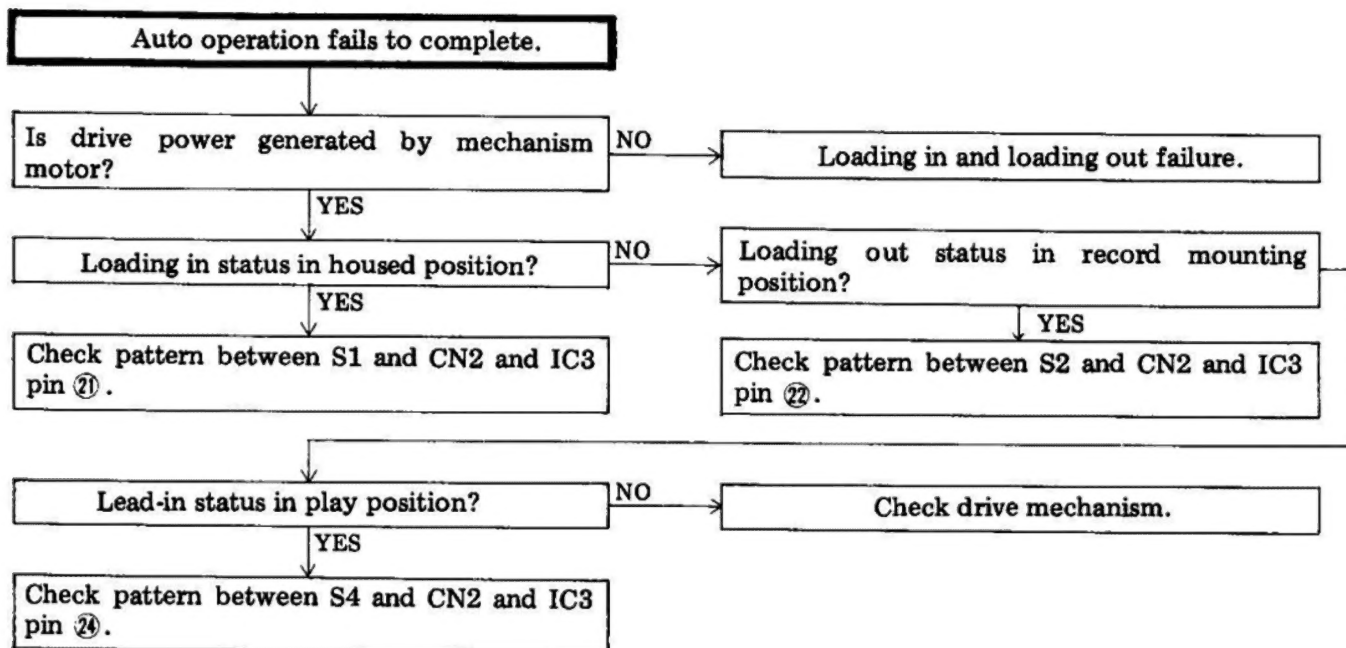 Auto operation fails to complete.
Is drive power generated by mechanism
motor?
NO
Loading in and loading out failure.
YES
Loading in status in housed position?
NO
Loading out status in record mounting
position?
YES
YES
Check pattern between S1 and CN2 and IC3
pin ㉑.
Check pattern between S2 and CN2 and IC3
pin ㉒.
Lead-in status in play position?
NO
Check drive mechanism.
YES
Check pattern between S4 and CN2 and IC3
pin ㉔.